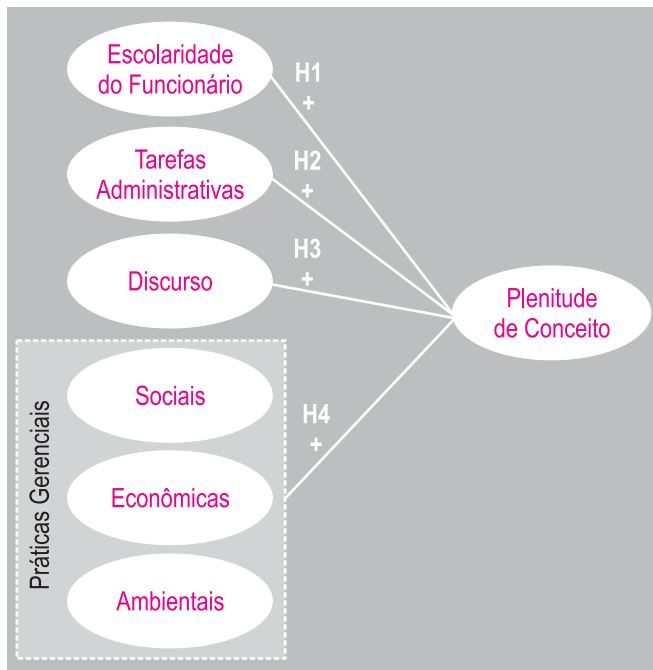 Escolaridade
do Funcionário
H1
+
Tarefas
Administrativas
H2
+
Discurso
H3
+
Plenitude
de Conceito
Práticas Gerenciais
Sociais
H4
+
Econômicas
Ambientais